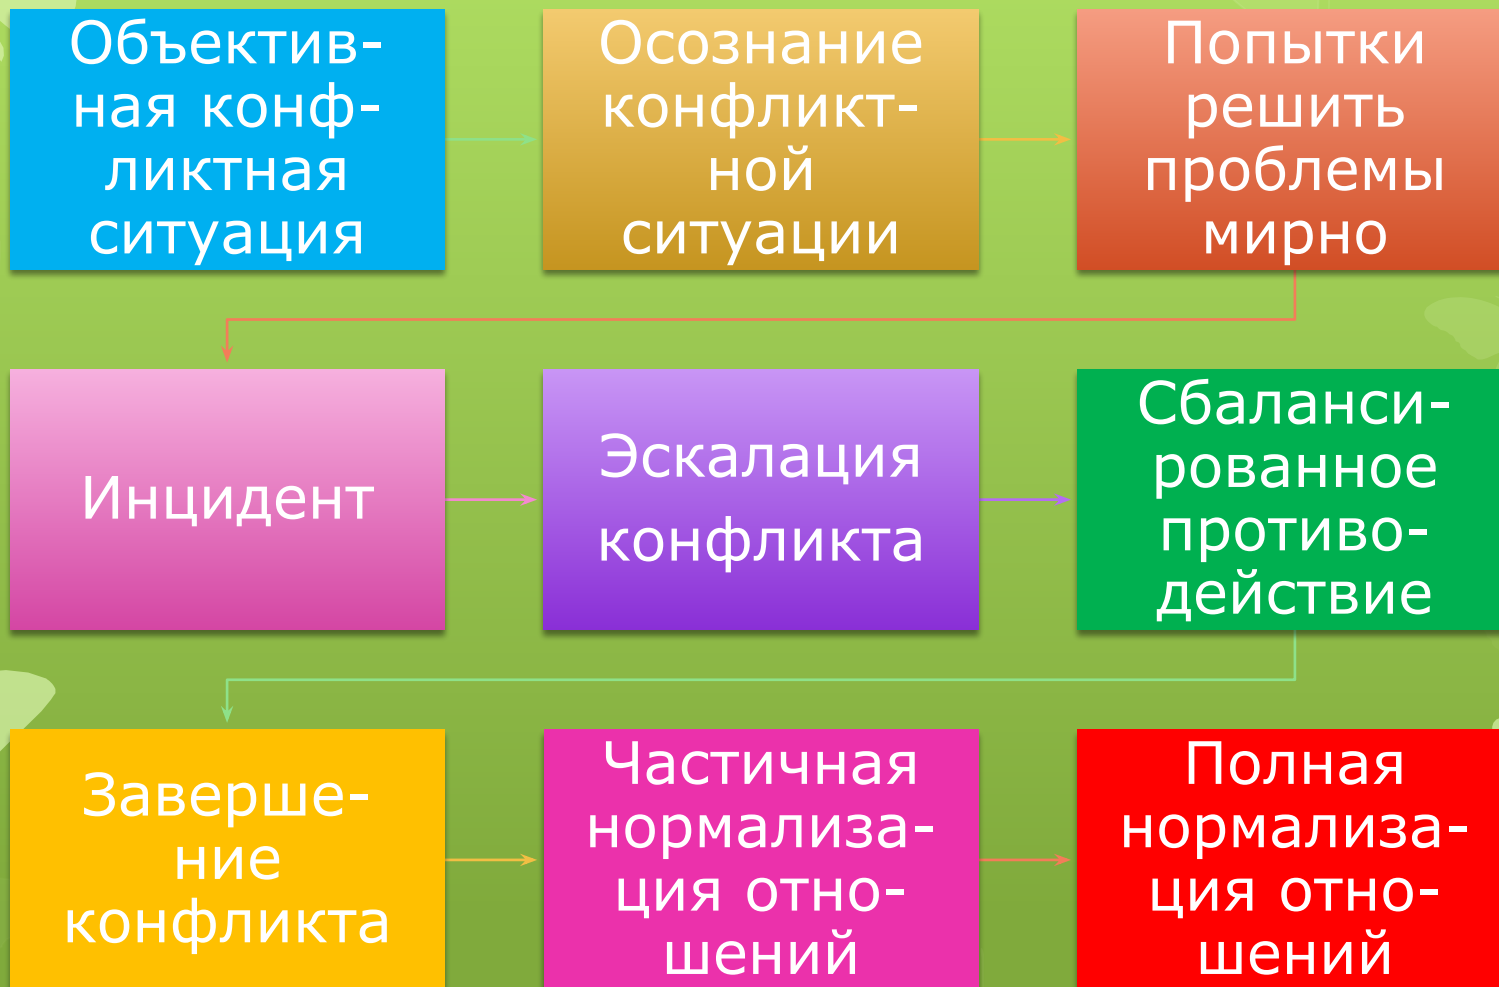 Объектив-
ная конф-
ликтная
ситуация
Осознание
конфликт-
ной
ситуации
Попытки
решить
проблемы
мирно
Инцидент
Эскалация
конфликта
Сбаланси-
рованное
противо-
действие
Заверше-
ние
конфликта
Частичная
нормализа-
ция отно-
шений
Полная
нормализа-
ция отно-
шений